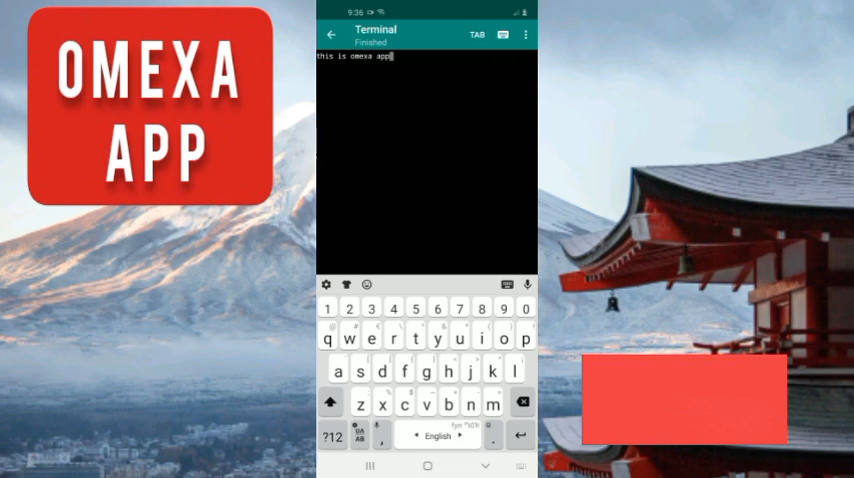 OMEXA
APP
9:36
Terminal
Finished
TAB
this is omexa app
1 2 3 4 5 6 7 8 9 0
q w e r t y u i o p
a s d f g h j k l
z x c v b n m
?12
English